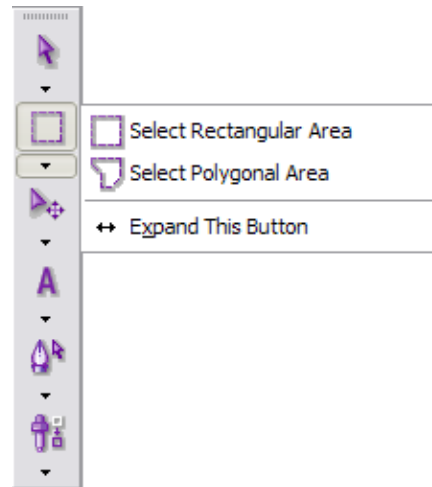 Select Rectangular Area
Select Polygonal Area
Expand This Button
A